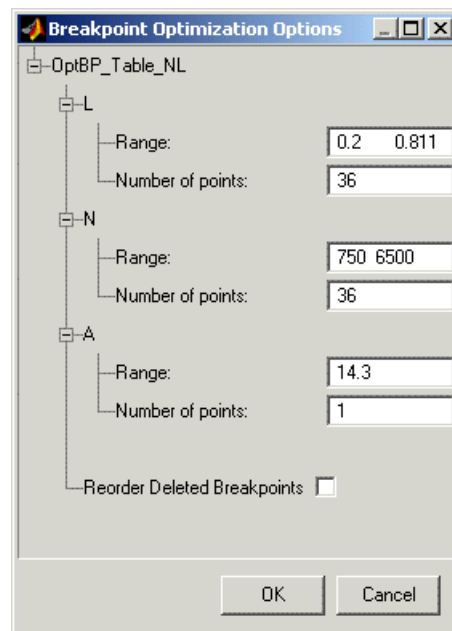 Breakpoint Optimization Options
OptBP_Table_NL
L
Range: 0.2 0.811
Number of points: 36
N
Range: 750 6500
Number of points: 36
A
Range: 14.3
Number of points: 1
Reorder Deleted Breakpoints
OK Cancel